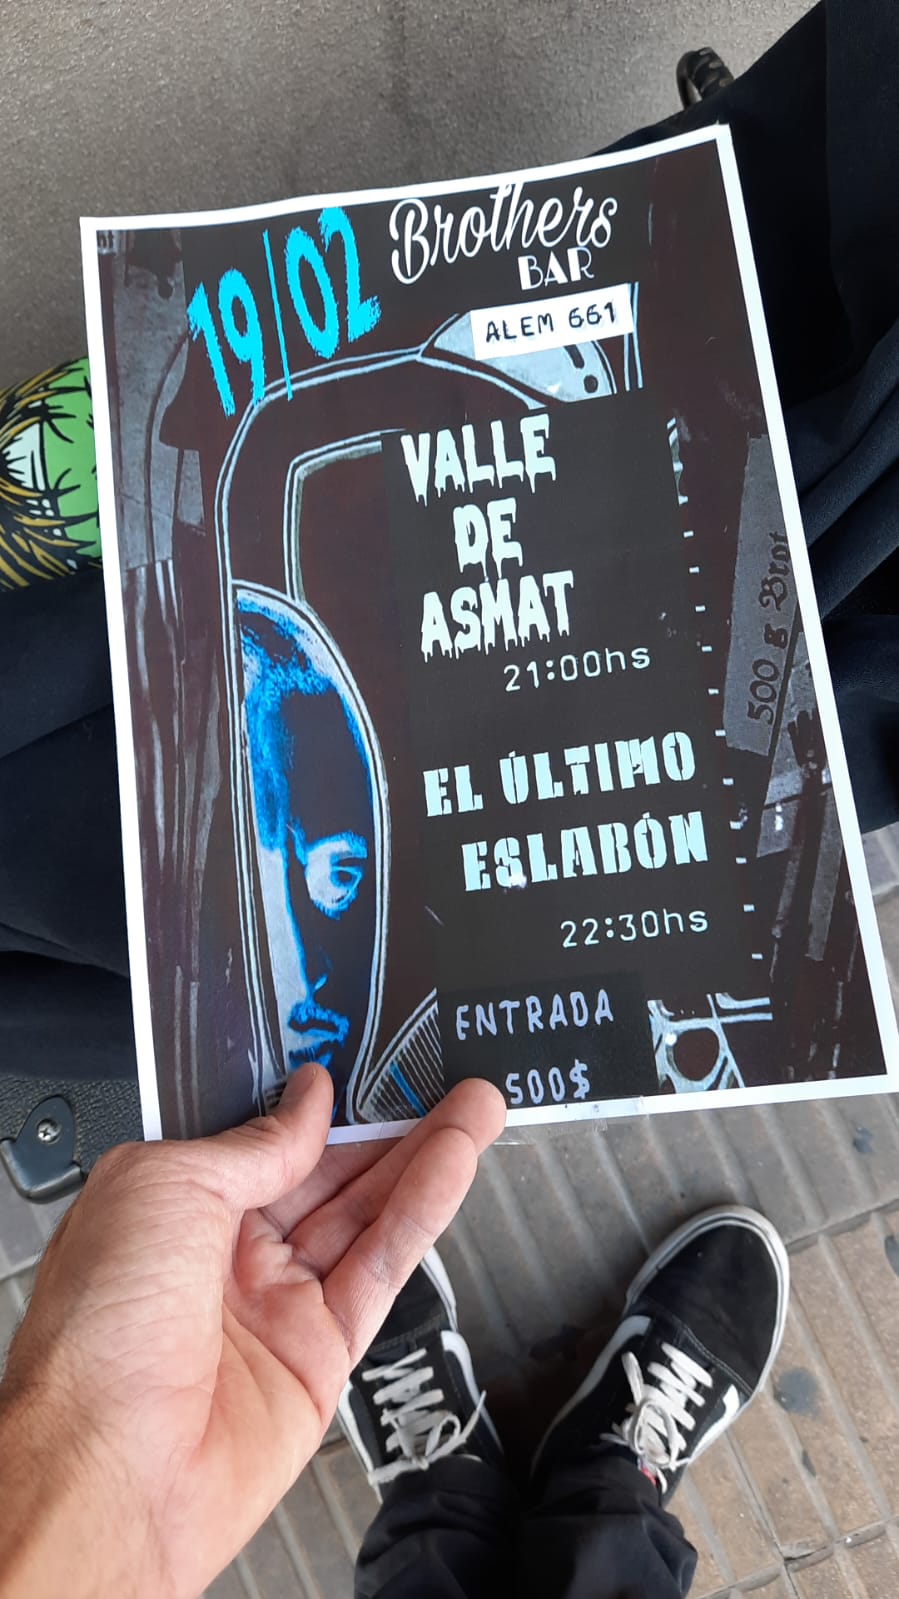 19/02
Brothers
BAR
ALEM 661
VALLE
DE
ASMAT
21:00hs
EL ÚLTIMO
ESLABÓN
22:30hs
ENTRADA
500$
500 g Brot